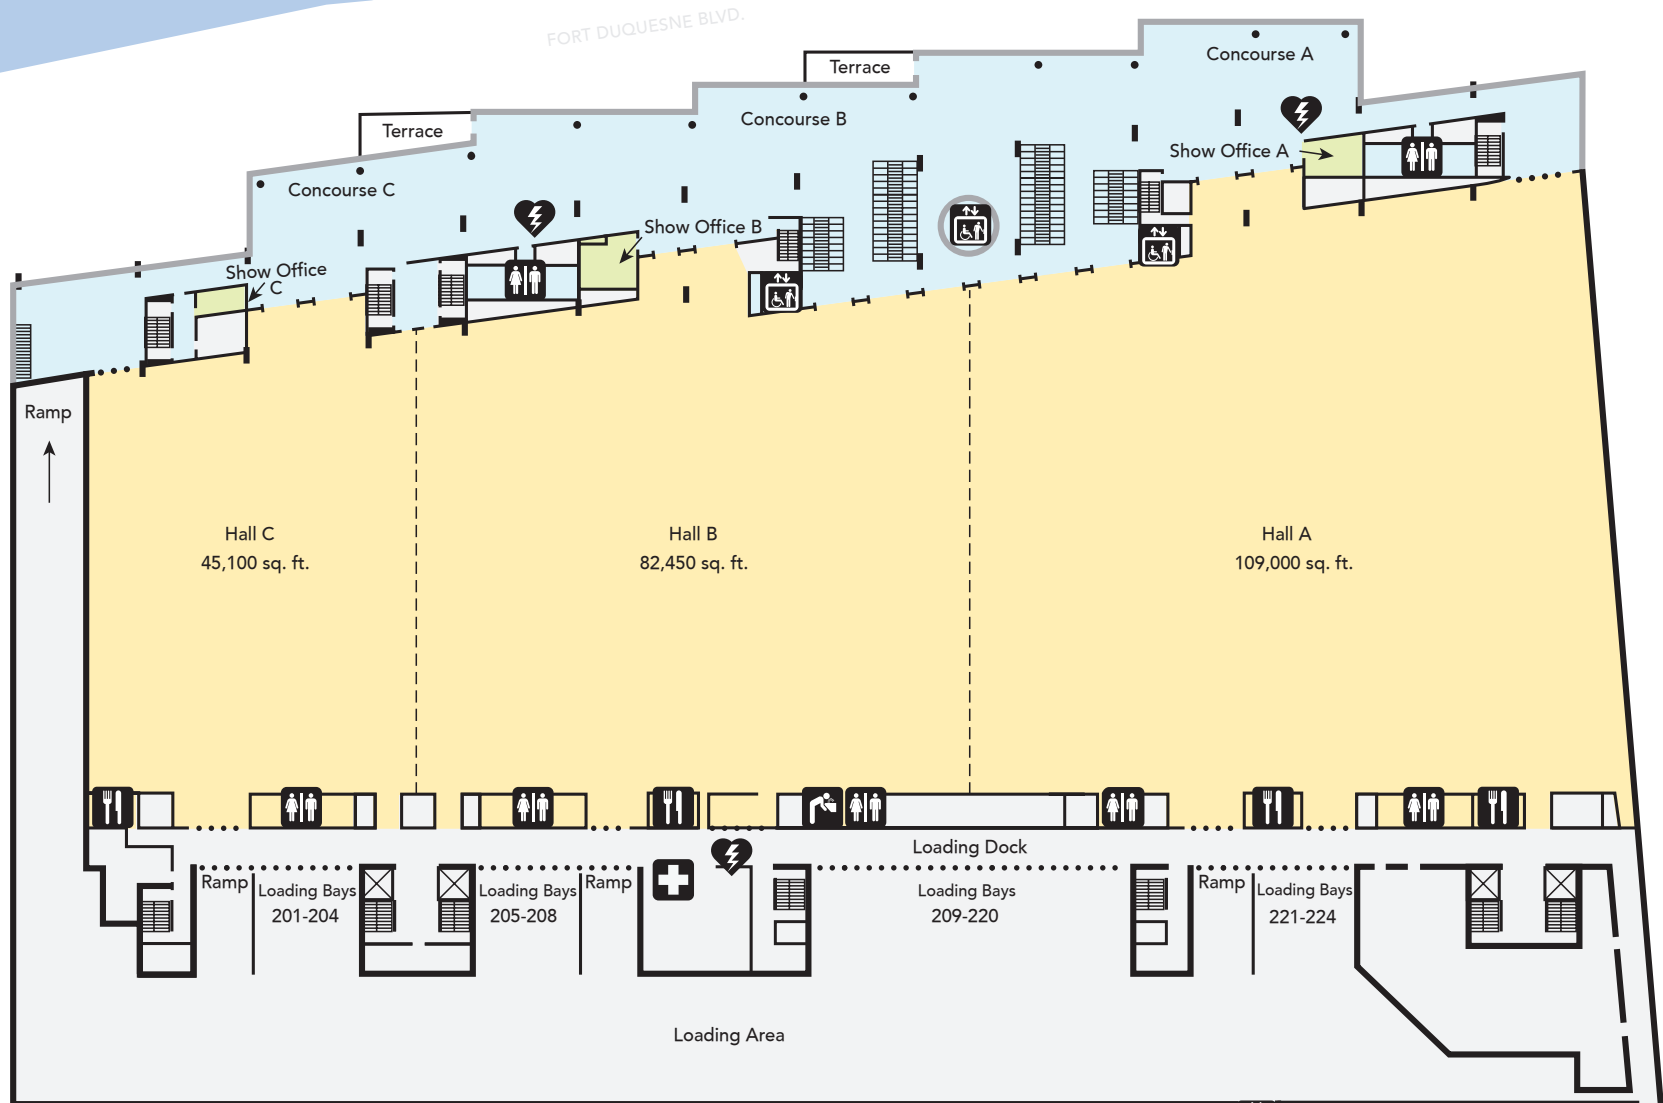 FORT DUQUESNE BLVD.
Concourse A
Terrace
Concourse B
Terrace
Show Office A
Concourse C
Show Office B
Show Office
C
Ramp
Hall C
45,100 sq. ft.
Hall B
82,450 sq. ft.
Hall A
109,000 sq. ft.
Loading Dock
Ramp
Loading Bays
201-204
Loading Bays
205-208
Ramp
Loading Bays
209-220
Ramp
Loading Bays
221-224
Loading Area